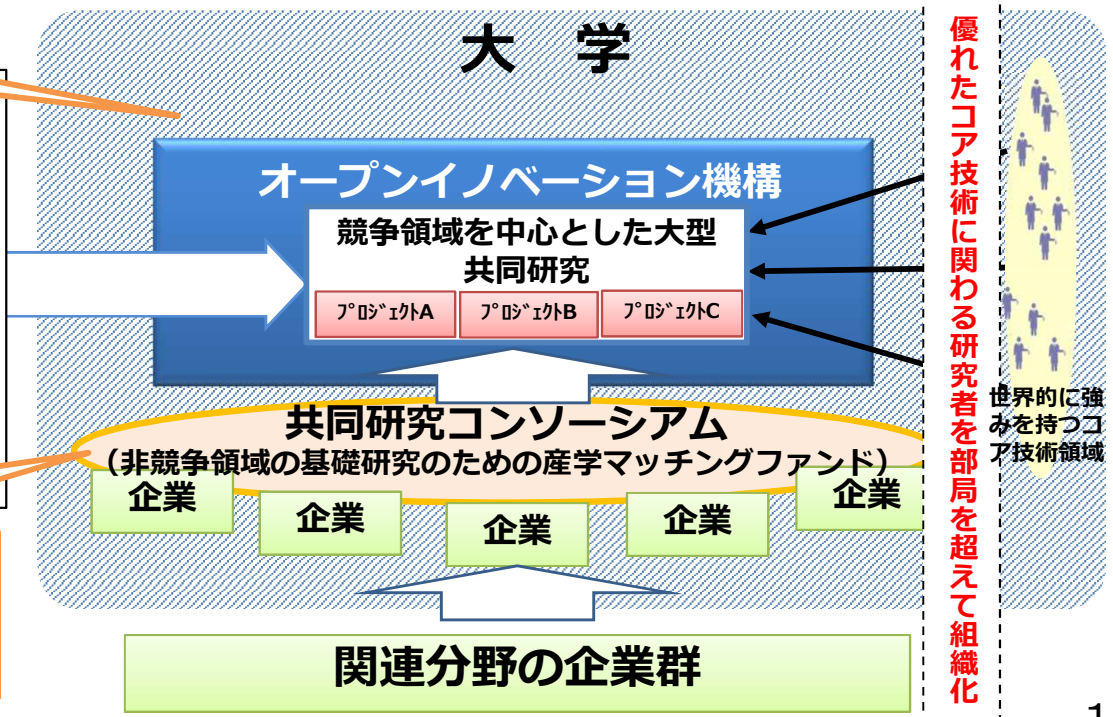 大 学
オープンイノベーション機構
競争領域を中心とした大型
共同研究
ﾌﾟﾛｼﾞｪｸﾄA
ﾌﾟﾛｼﾞｪｸﾄB
ﾌﾟﾛｼﾞｪｸﾄC
共同研究コンソーシアム
（非競争領域の基礎研究のための産学マッチングファンド）
企業
企業
企業
企業
企業
関連分野の企業群
優れたコア技術に関わる研究者を部局を超えて組織化
世界的に強
みを持つコ
ア技術領域
1